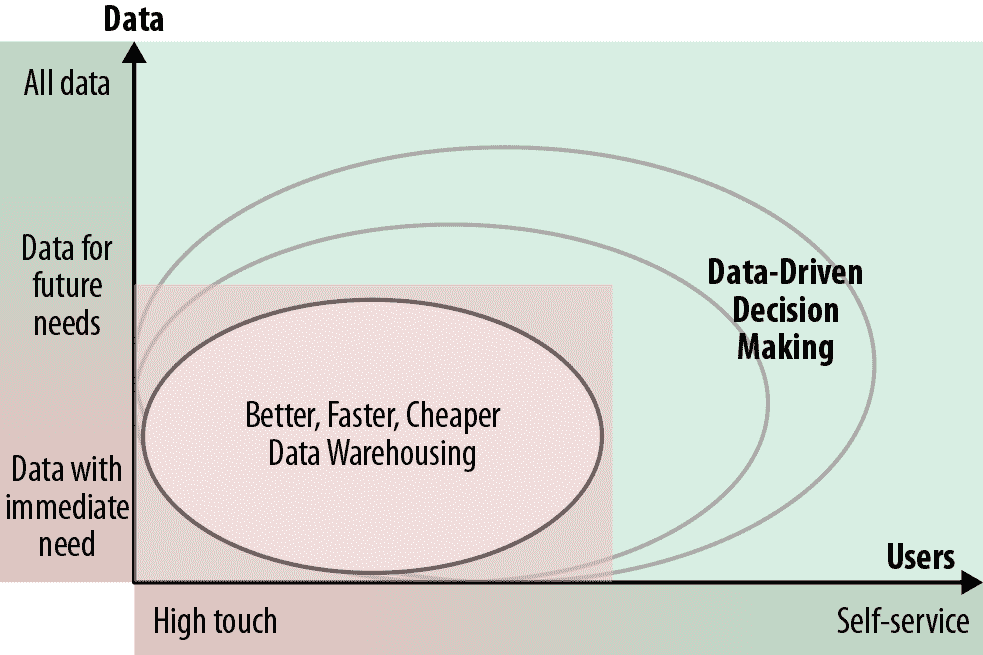 Data
All data
Data for
future
needs
Data-Driven
Decision
Making
Better, Faster, Cheaper
Data Warehousing
Data with
immediate
need
Users
High touch
Self-service